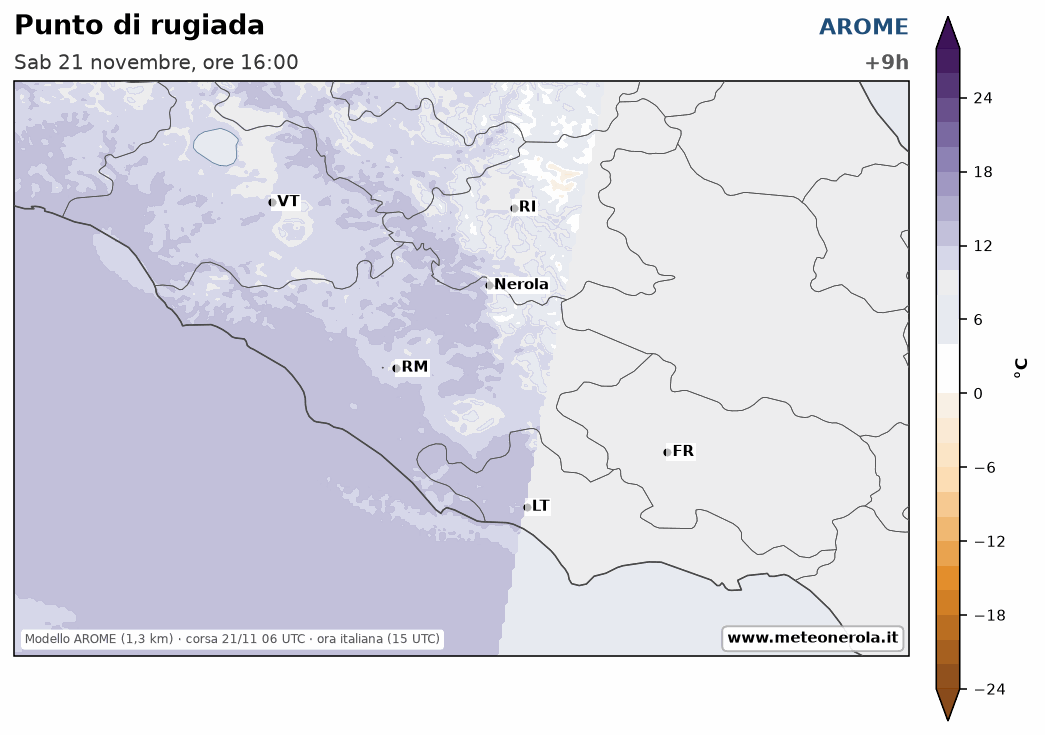 Punto di rugiada
AROME
Sab 21 novembre, ore 16:00
+9h
VT
RI
Nerola
RM
FR
LT
Modello AROME (1,3 km) · corsa 21/11 06 UTC · ora italiana (15 UTC)
www.meteonerola.it
24
18
12
6
0
−6
−12
−18
−24
°C